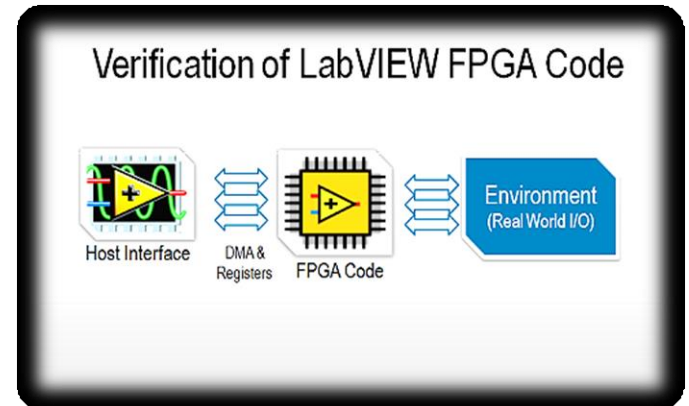 Verification of LabVIEW FPGA Code
Host Interface
DMA &
Registers
FPGA Code
Environment
(Real World I/O)